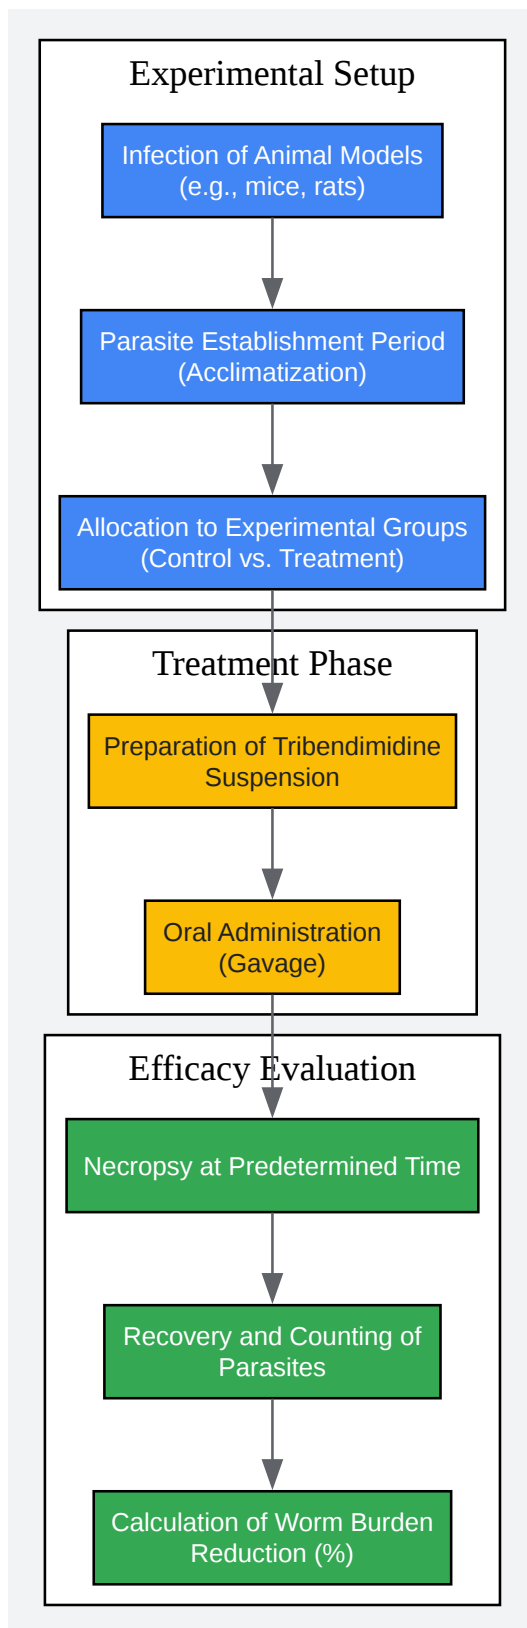 Experimental Setup
Infection of Animal Models
(e.g., mice, rats)
Parasite Establishment Period
(Acclimatization)
Allocation to Experimental Groups
(Control vs. Treatment)
Treatment Phase
Preparation of Tribendimidine
Suspension
Oral Administration
(Gavage)
Efficacy Evaluation
Necropsy at Predetermined Time
Recovery and Counting of
Parasites
Calculation of Worm Burden
Reduction (%)